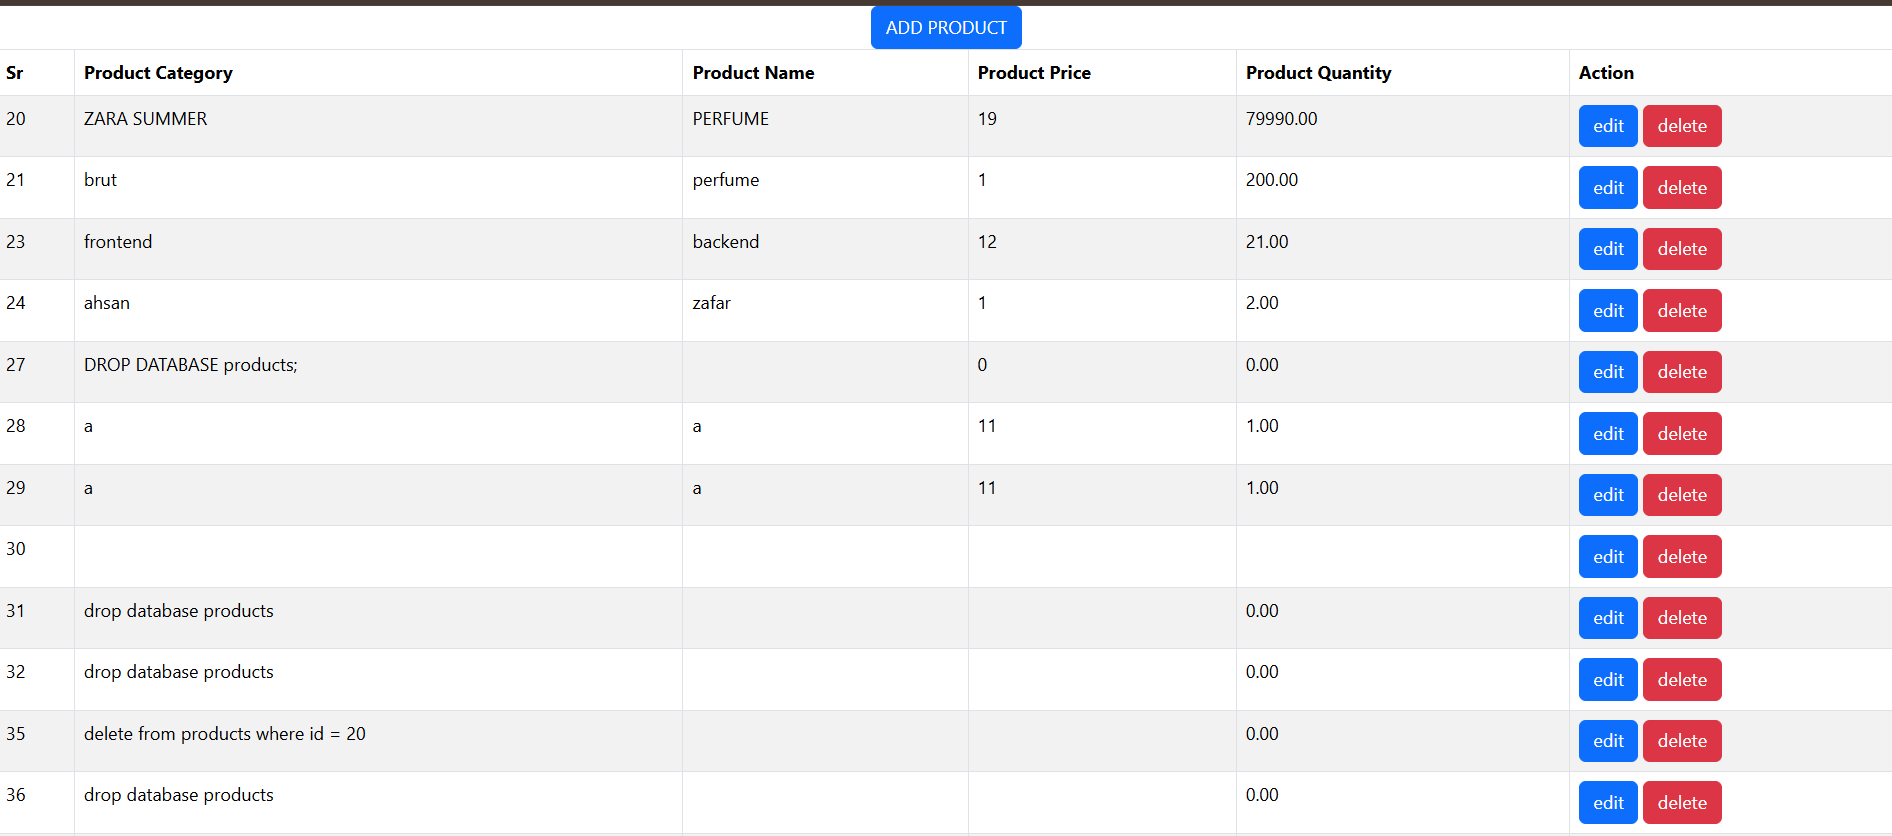 ADD PRODUCT
Sr Product Category Product Name Product Price Product Quantity Action
20 ZARA SUMMER PERFUME 19 79990.00 edit delete
21 brut perfume 1 200.00 edit delete
23 frontend backend 12 21.00 edit delete
24 ahsan zafar 1 2.00 edit delete
27 DROP DATABASE products; 0 0.00 edit delete
28 a a 11 1.00 edit delete
29 a a 11 1.00 edit delete
30 edit delete
31 drop database products 0.00 edit delete
32 drop database products 0.00 edit delete
35 delete from products where id = 20 0.00 edit delete
36 drop database products 0.00 edit delete